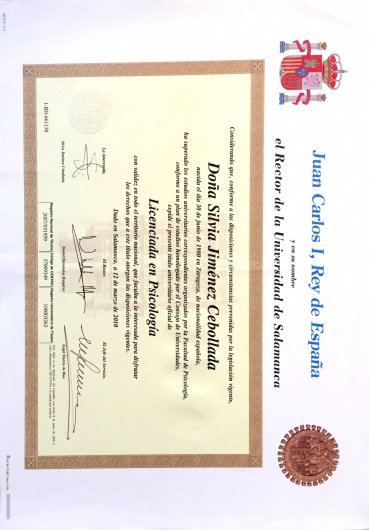 Juan Carlos I, Rey de España
y en su nombre
el Rector de la Universidad de Salamanca
Considerando que, conforme a las disposiciones y circunstancias prevenidas por la legislación vigente,
Doña Silvia Jiménez Cebollada
nacida el día 30 de junio de 1980 en Zaragoza, de nacionalidad española,
ha superado los estudios universitarios correspondientes organizados por la Facultad de Psicología,
conforme a un plan de estudios homologado por el Consejo de Universidades,
expide el presente título universitario oficial de
Licenciada en Psicología
con validez en todo el territorio nacional, que faculta a la interesada para disfrutar
los derechos que a este título otorgan las disposiciones vigentes.
Dado en Salamanca, a 12 de marzo de 2010
La interesada,
El Rector,
El Jefe del Servicio,
Silvia Jiménez Cebollada
1-BD-661138